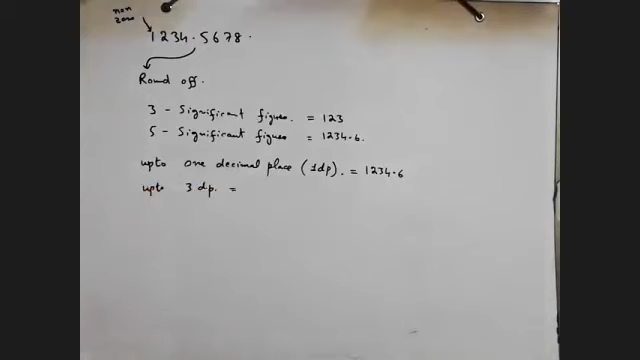 non
zero
1234.5678.
Round off.
3 - Significant figures. = 123
5 - Significant figures = 1234.6.
upto one decimal place (1dp). = 1234.6
upto 3 dp. =